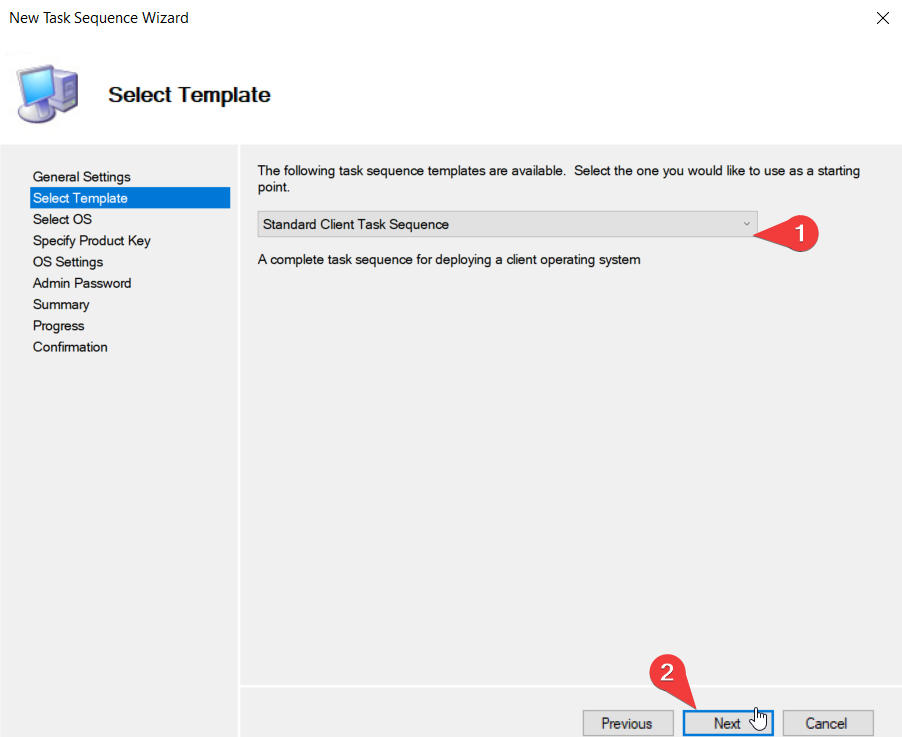 New Task Sequence Wizard
Select Template
General Settings
Select Template
Select OS
Specify Product Key
OS Settings
Admin Password
Summary
Progress
Confirmation
The following task sequence templates are available.  Select the one you would like to use as a starting
point.
Standard Client Task Sequence
1
A complete task sequence for deploying a client operating system
2
Previous
Next
Cancel